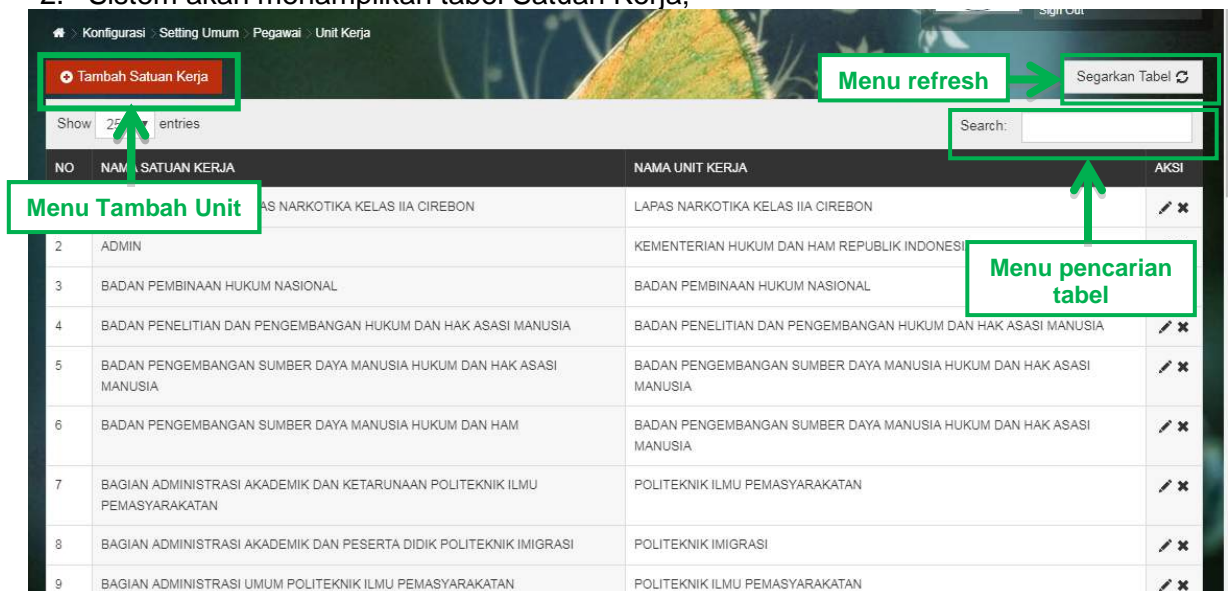 2. Sistem akan menampilkan tabel Satuan Kerja;
Sign Out
> Konfigurasi > Setting Umum > Pegawai > Unit Kerja
Tambah Satuan Kerja
Menu refresh
Segarkan Tabel
Show 25 entries
Search:
NO NAMA SATUAN KERJA NAMA UNIT KERJA AKSI
Menu Tambah Unit
NARKOTIKA KELAS IIA CIREBON LAPAS NARKOTIKA KELAS IIA CIREBON
2 ADMIN KEMENTERIAN HUKUM DAN HAM REPUBLIK
Menu pencarian
tabel
3 BADAN PEMBINAAN HUKUM NASIONAL BADAN PEMBINAAN HUKUM NASIONAL
4 BADAN PENELITIAN DAN PENGEMBANGAN HUKUM DAN HAK ASASI MANUSIA BADAN PENELITIAN DAN PENGEMBANGAN HUKUM DAN HAK ASASI MANUSIA
5 BADAN PENGEMBANGAN SUMBER DAYA MANUSIA HUKUM DAN HAK ASASI BADAN PENGEMBANGAN SUMBER DAYA MANUSIA HUKUM DAN HAK ASASI
MANUSIA MANUSIA
6 BADAN PENGEMBANGAN SUMBER DAYA MANUSIA HUKUM DAN HAM BADAN PENGEMBANGAN SUMBER DAYA MANUSIA HUKUM DAN HAK ASASI
MANUSIA
7 BAGIAN ADMINISTRASI AKADEMIK DAN KETARUNAAN POLITEKNIK ILMU POLITEKNIK ILMU PEMASYARAKATAN
PEMASYARAKATAN
8 BAGIAN ADMINISTRASI AKADEMIK DAN PESERTA DIDIK POLITEKNIK IMIGRASI POLITEKNIK IMIGRASI
9 BAGIAN ADMINISTRASI UMUM POLITEKNIK ILMU PEMASYARAKATAN POLITEKNIK ILMU PEMASYARAKATAN